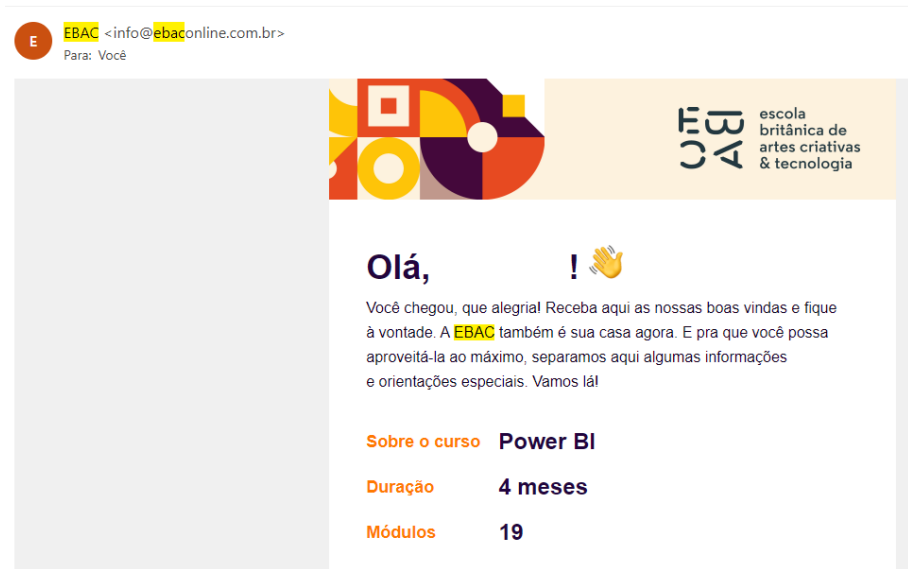 E
EBAC <info@ebaconline.com.br>
Para: Você
EBAC
escola
britânica de
artes criativas
& tecnologia
Olá, ! 👋
Você chegou, que alegria! Receba aqui as nossas boas vindas e fique
à vontade. A EBAC também é sua casa agora. E pra que você possa
aproveitá-la ao máximo, separamos aqui algumas informações
e orientações especiais. Vamos lá!
Sobre o curso Power BI
Duração 4 meses
Módulos 19